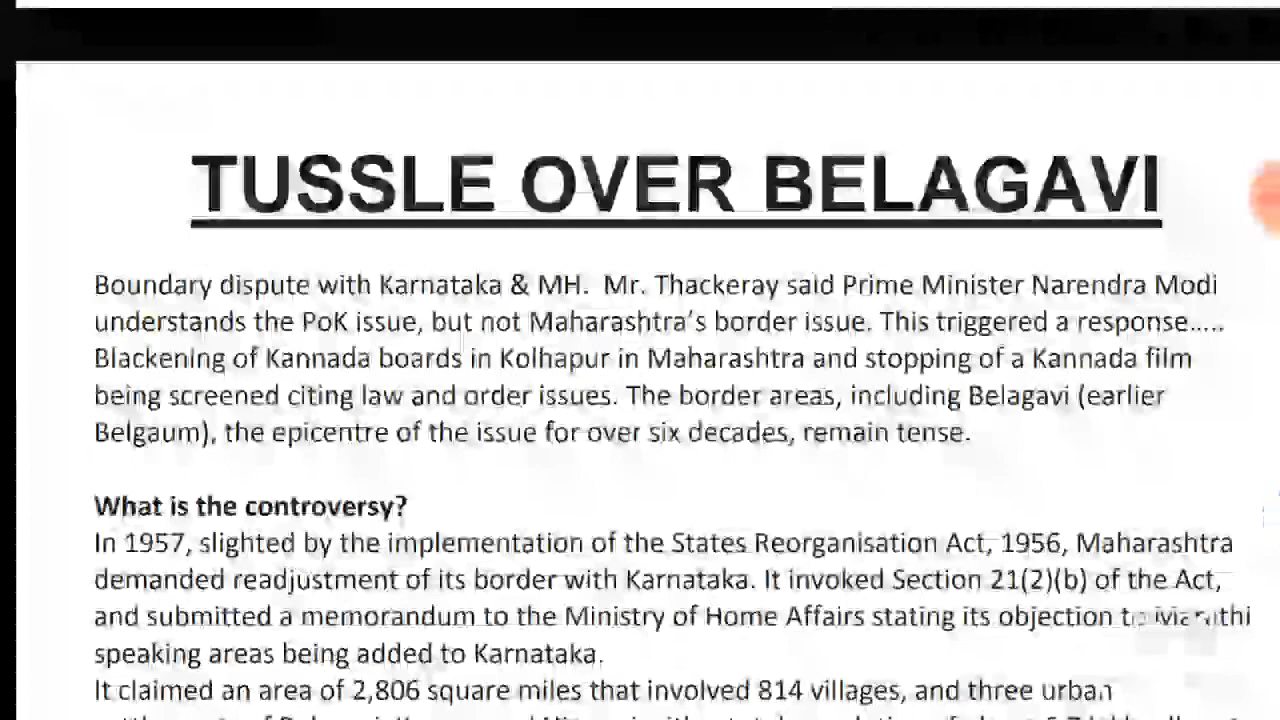 TUSSLE OVER BELAGAVI
Boundary dispute with Karnataka & MH. Mr. Thackeray said Prime Minister Narendra Modi
understands the PoK issue, but not Maharashtra's border issue. This triggered a response.....
Blackening of Kannada boards in Kolhapur in Maharashtra and stopping of a Kannada film
being screened citing law and order issues. The border areas, including Belagavi (earlier
Belgaum), the epicentre of the issue for over six decades, remain tense.
What is the controversy?
In 1957, slighted by the implementation of the States Reorganisation Act, 1956, Maharashtra
demanded readjustment of its border with Karnataka. It invoked Section 21(2)(b) of the Act,
and submitted a memorandum to the Ministry of Home Affairs stating its objection to Marathi
speaking areas being added to Karnataka.
It claimed an area of 2,806 square miles that involved 814 villages, and three urban